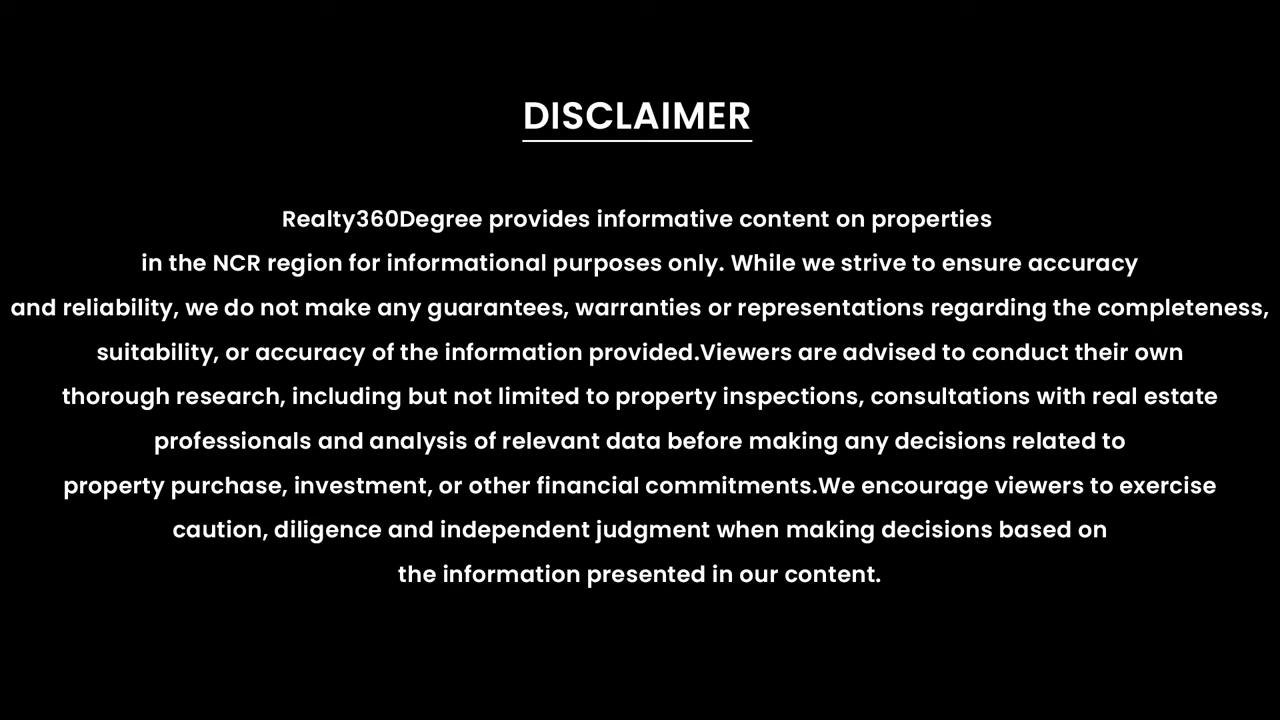 DISCLAIMER
Realty360Degree provides informative content on properties
in the NCR region for informational purposes only. While we strive to ensure accuracy
and reliability, we do not make any guarantees, warranties or representations regarding the completeness,
suitability, or accuracy of the information provided.Viewers are advised to conduct their own
thorough research, including but not limited to property inspections, consultations with real estate
professionals and analysis of relevant data before making any decisions related to
property purchase, investment, or other financial commitments.We encourage viewers to exercise
caution, diligence and independent judgment when making decisions based on
the information presented in our content.